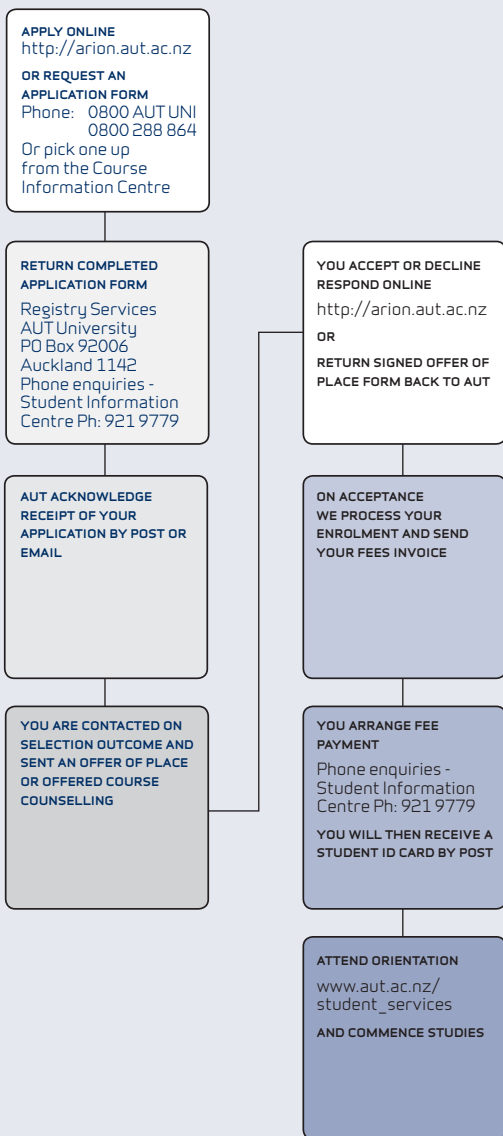 APPLY ONLINE
http://arion.aut.ac.nz
OR REQUEST AN
APPLICATION FORM
Phone: 0800 AUT UNI
0800 288 864
Or pick one up
from the Course
Information Centre
RETURN COMPLETED
APPLICATION FORM
Registry Services
AUT University
PO Box 92006
Auckland 1142
Phone enquiries -
Student Information
Centre Ph: 921 9779
AUT ACKNOWLEDGE
RECEIPT OF YOUR
APPLICATION BY POST OR
EMAIL
YOU ARE CONTACTED ON
SELECTION OUTCOME AND
SENT AN OFFER OF PLACE
OR OFFERED COURSE
COUNSELLING
YOU ACCEPT OR DECLINE
RESPOND ONLINE
http://arion.aut.ac.nz
OR
RETURN SIGNED OFFER OF
PLACE FORM BACK TO AUT
ON ACCEPTANCE
WE PROCESS YOUR
ENROLMENT AND SEND
YOUR FEES INVOICE
YOU ARRANGE FEE
PAYMENT
Phone enquiries -
Student Information
Centre Ph: 921 9779
YOU WILL THEN RECEIVE A
STUDENT ID CARD BY POST
ATTEND ORIENTATION
www.aut.ac.nz/
student_services
AND COMMENCE STUDIES